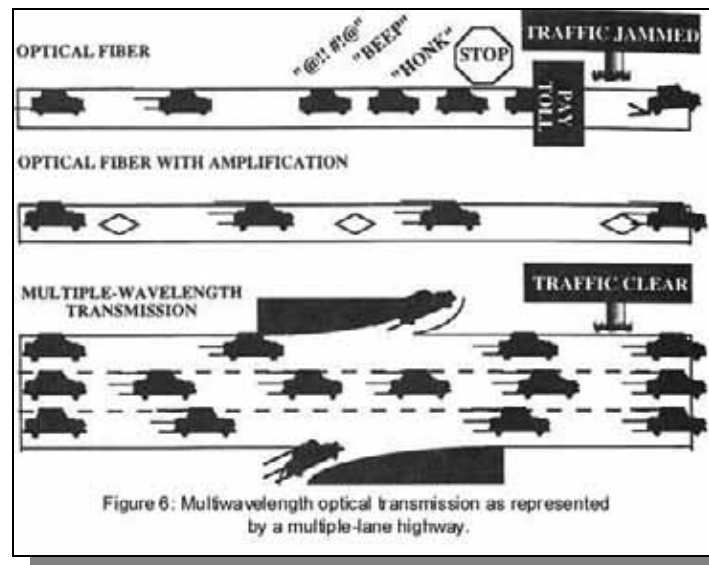 OPTICAL FIBER
"@!! #!@"
"BEEP"
"HONK"
STOP
TRAFFIC JAMMED
PAY
TOLL
OPTICAL FIBER WITH AMPLIFICATION
MULTIPLE-WAVELENGTH
TRANSMISSION
TRAFFIC CLEAR
Figure 6: Multiwavelength optical transmission as represented
by a multiple-lane highway.